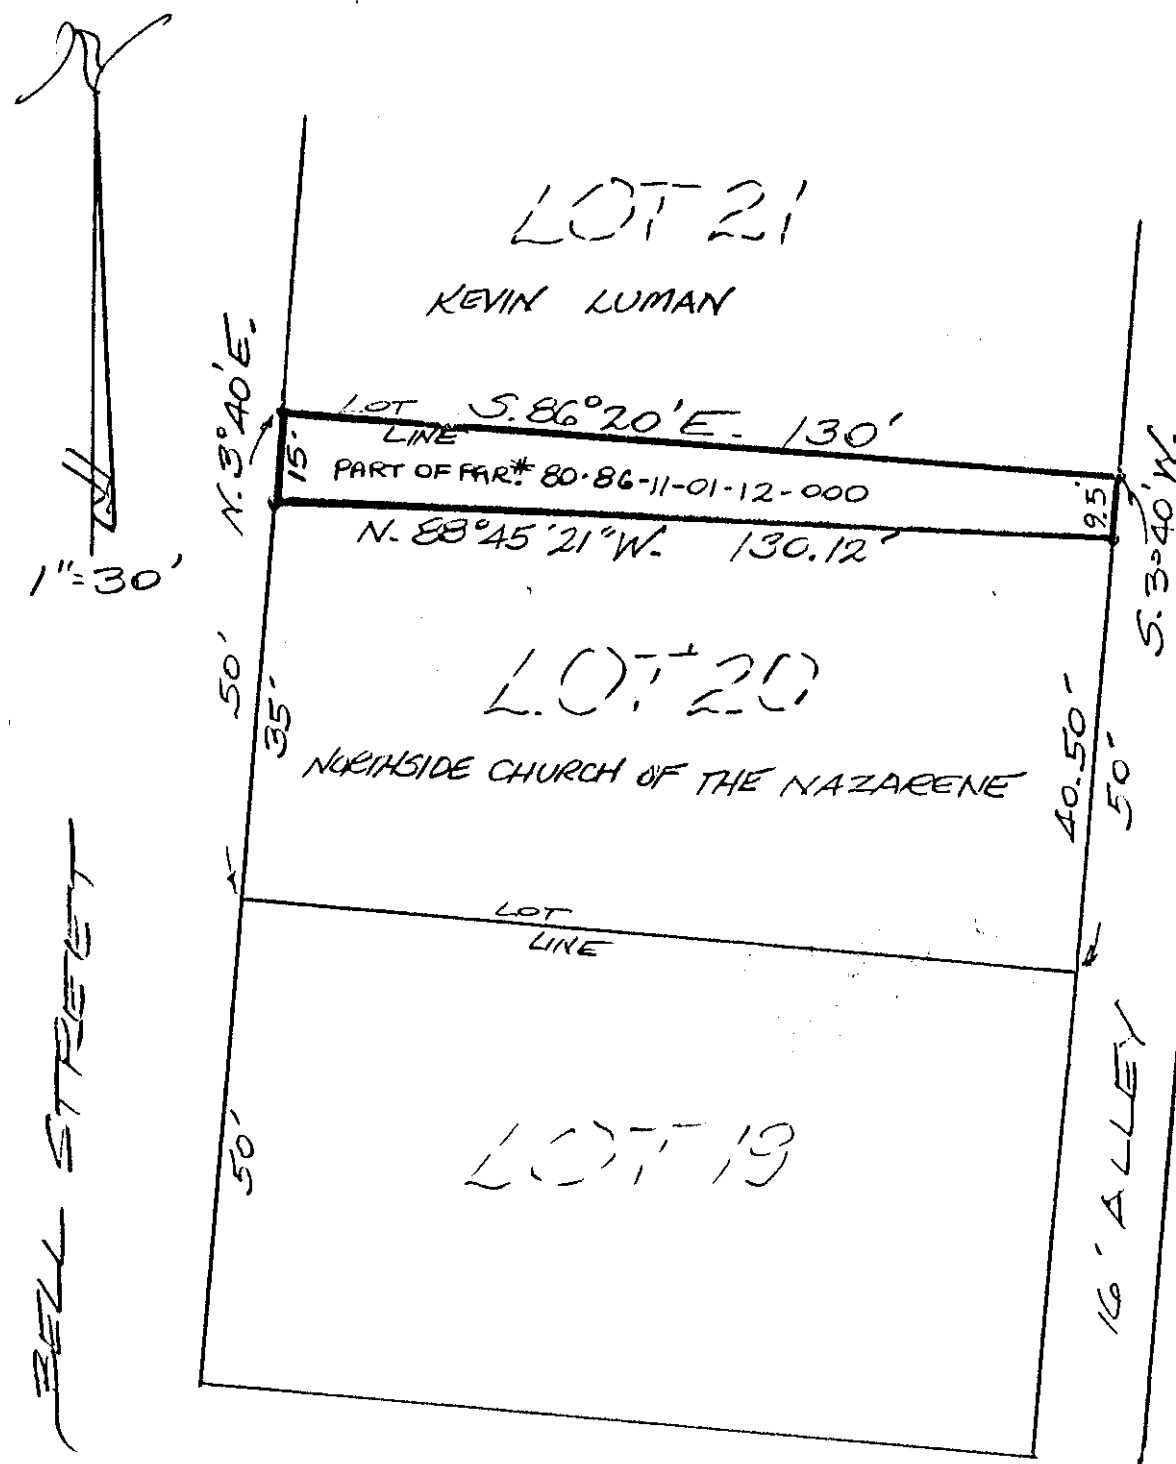 LOT 21
KEVIN LUMAN
N. 3° 40' E.
LOT
LINE
S. 86° 20' E. 130'
15'
PART OF PAR.# 80-86-11-01-12-000
9.5'
S. 3° 40' W.
N. 88° 45' 21" W. 130.12'
1"=30'
LOT 20
50'
35'
NORTHSIDE CHURCH OF THE NAZARENE
40.50'
50'
LOT
LINE
BELL STREET
50'
LOT 19
16' ALLEY